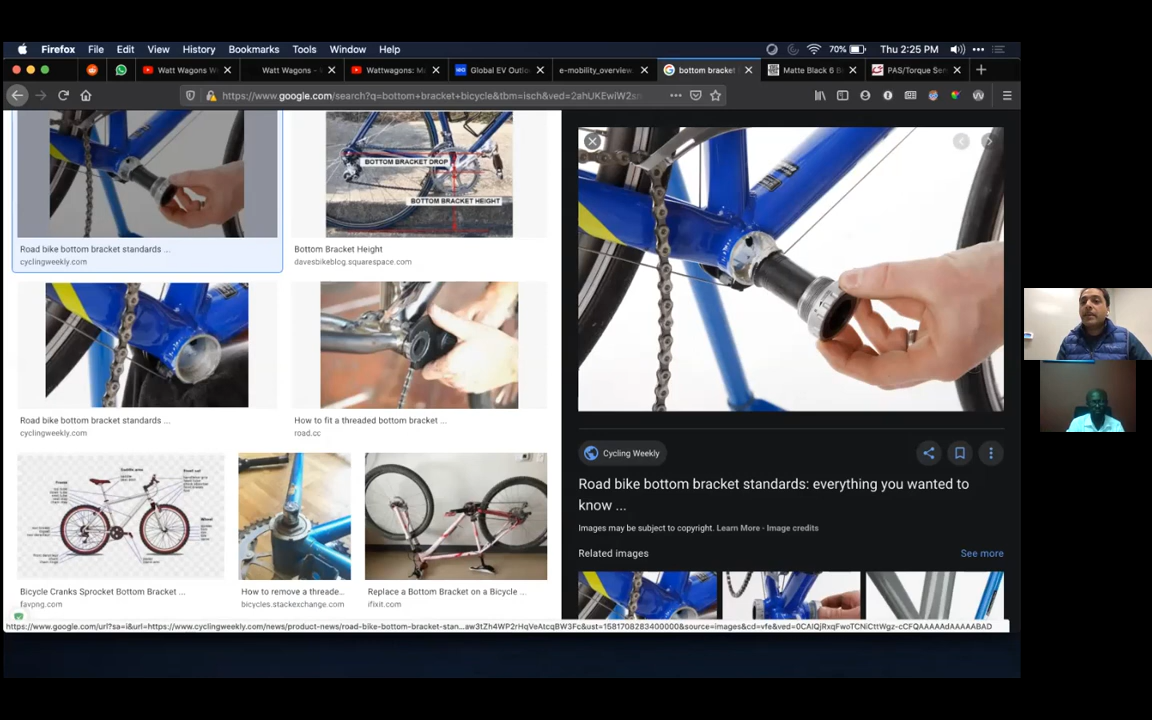 Firefox File Edit View History Bookmarks Tools Window Help
70% Thu 2:25 PM
Watt Wagons W
Watt Wagons –
Wattwagons: M
Global EV Outlo
e-mobility_overview.
bottom bracket
Matte Black 6 B
PAS/Torque Sen
https://www.google.com/search?q=bottom+bracket+bicycle&tbm=isch&ved=2ahUKEwiW2sn
BOTTOM BRACKET DROP
BOTTOM BRACKET HEIGHT
Road bike bottom bracket standards ...
cyclingweekly.com
Bottom Bracket Height
davesbikeblog.squarespace.com
Road bike bottom bracket standards ...
cyclingweekly.com
How to fit a threaded bottom bracket ...
road.cc
Bicycle Cranks Sprocket Bottom Bracket ...
favpng.com
How to remove a threade...
bicycles.stackexchange.com
Replace a Bottom Bracket on a Bicycle ...
ifixit.com
Cycling Weekly
Road bike bottom bracket standards: everything you wanted to
know ...
Images may be subject to copyright. Learn More - Image credits
Related images
See more